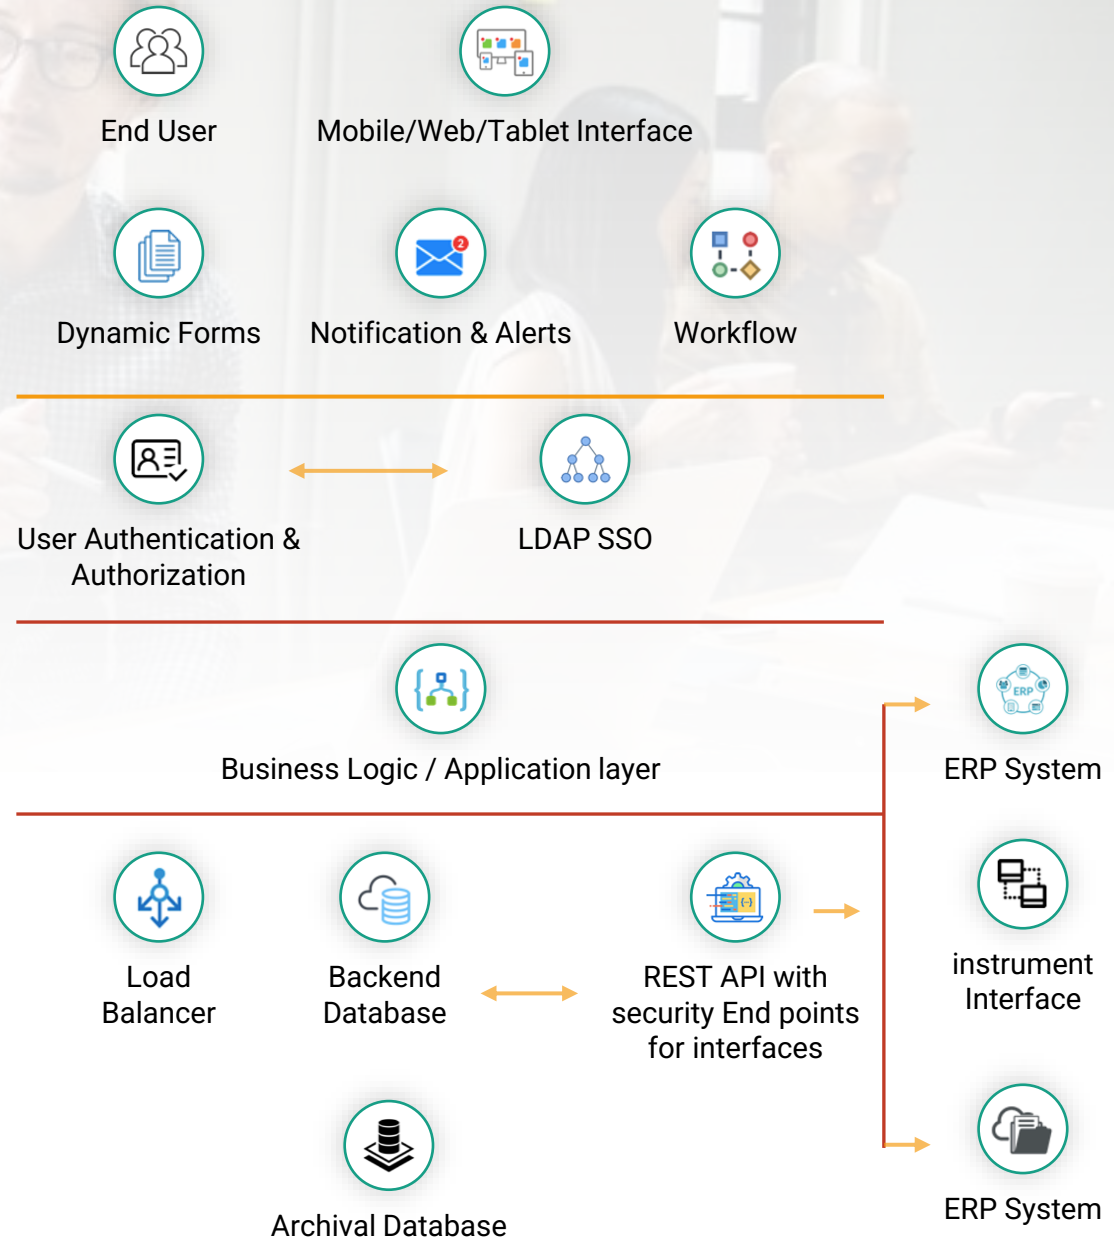 End User
Mobile/Web/Tablet Interface
Dynamic Forms
Notification & Alerts
2
Workflow
User Authentication &
Authorization
LDAP SSO
Business Logic / Application layer
ERP
ERP System
Load
Balancer
Backend
Database
REST API with
security End points
for interfaces
instrument
Interface
Archival Database
ERP System